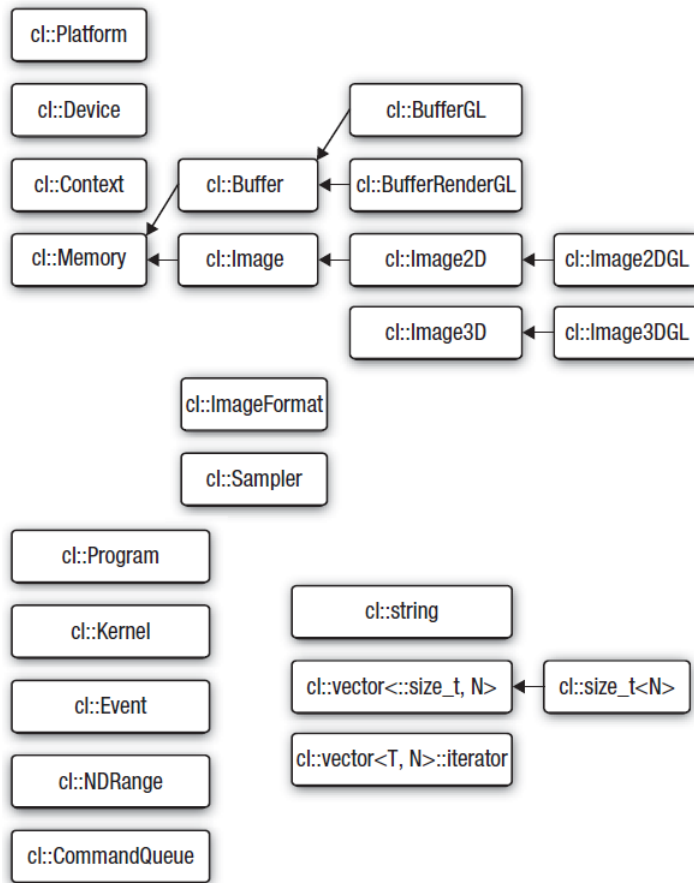 cl::Platform
cl::Device
cl::BufferGL
cl::Context
cl::Buffer
cl::BufferRenderGL
cl::Memory
cl::Image
cl::Image2D
cl::Image2DGL
cl::Image3D
cl::Image3DGL
cl::ImageFormat
cl::Sampler
cl::Program
cl::string
cl::Kernel
cl::vector<::size_t, N>
cl::size_t<N>
cl::Event
cl::vector<T, N>::iterator
cl::NDRange
cl::CommandQueue